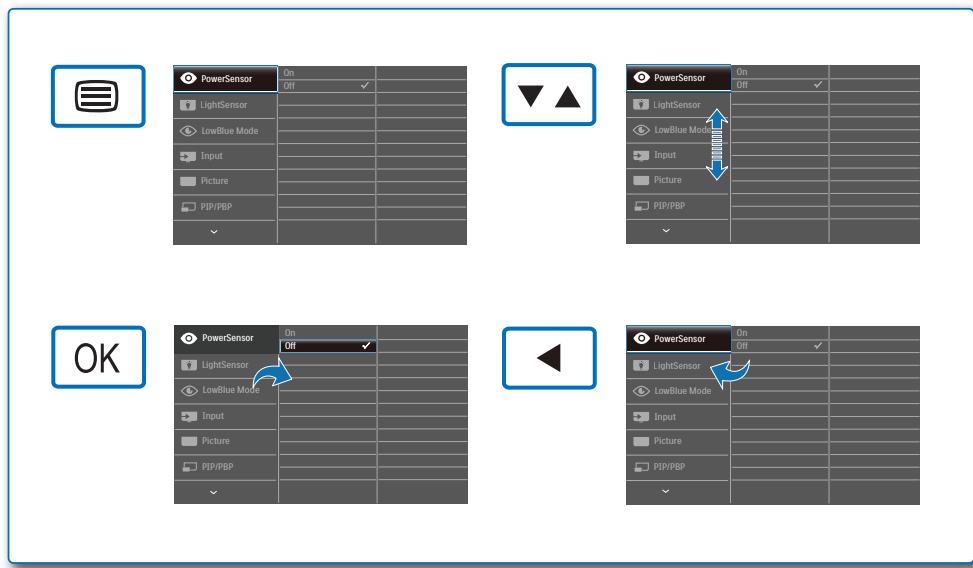 PowerSensor
On
Off
LightSensor
LowBlue Mode
Input
Picture
PIP/PBP
PowerSensor
On
Off
LightSensor
LowBlue Mode
Input
Picture
PIP/PBP
OK
PowerSensor
On
Off
LightSensor
LowBlue Mode
Input
Picture
PIP/PBP
PowerSensor
On
Off
LightSensor
LowBlue Mode
Input
Picture
PIP/PBP